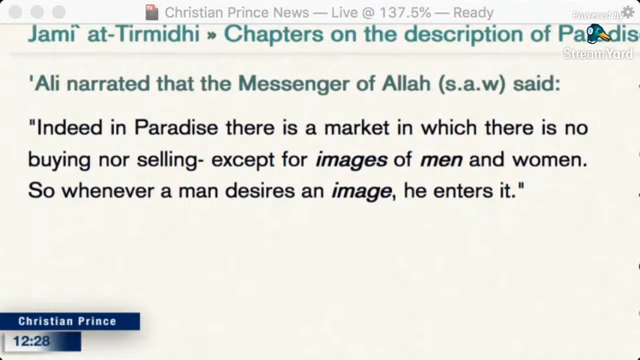 Christian Prince News — Live @ 137.5% — Ready
Powered by
StreamYard
Jami` at-Tirmidhi » Chapters on the description of Paradise
'Ali narrated that the Messenger of Allah (s.a.w) said:
"Indeed in Paradise there is a market in which there is no
buying nor selling- except for images of men and women.
So whenever a man desires an image, he enters it."
Christian Prince
12:28